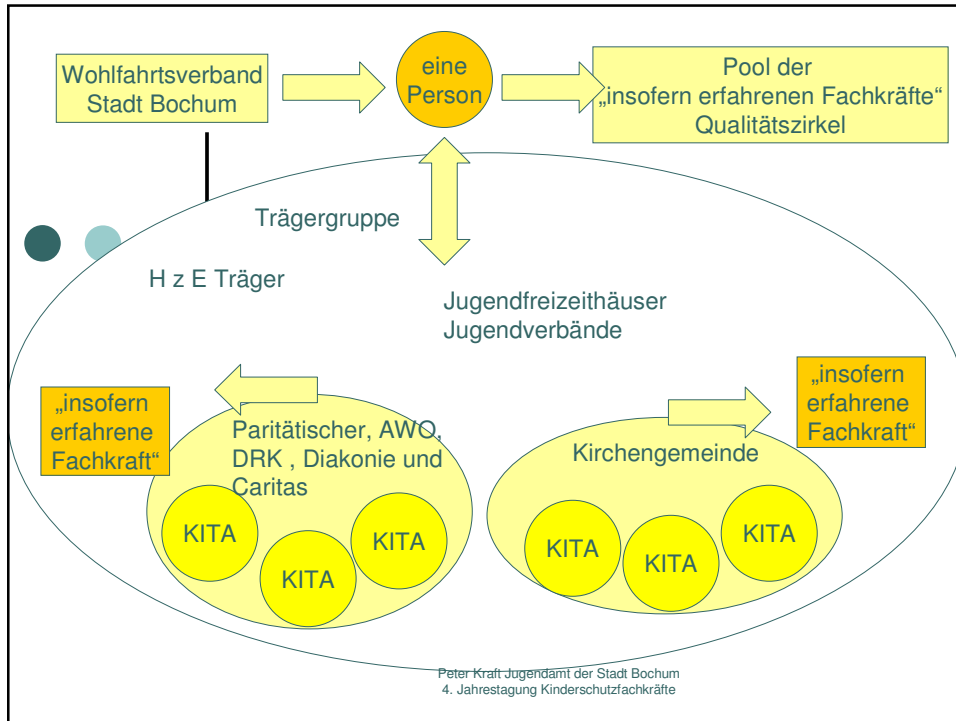 Wohlfahrtsverband
Stadt Bochum
eine
Person
Pool der
„insofern erfahrenen Fachkräfte“
Qualitätszirkel
Trägergruppe
H z E Träger
Jugendfreizeithäuser
Jugendverbände
„insofern
erfahrene
Fachkraft“
Paritätischer, AWO,
DRK , Diakonie und
Caritas
KITA
KITA
KITA
„insofern
erfahrene
Fachkraft“
Kirchengemeinde
KITA
KITA
KITA
Peter Kraft Jugendamt der Stadt Bochum
4. Jahrestagung Kinderschutzfachkräfte